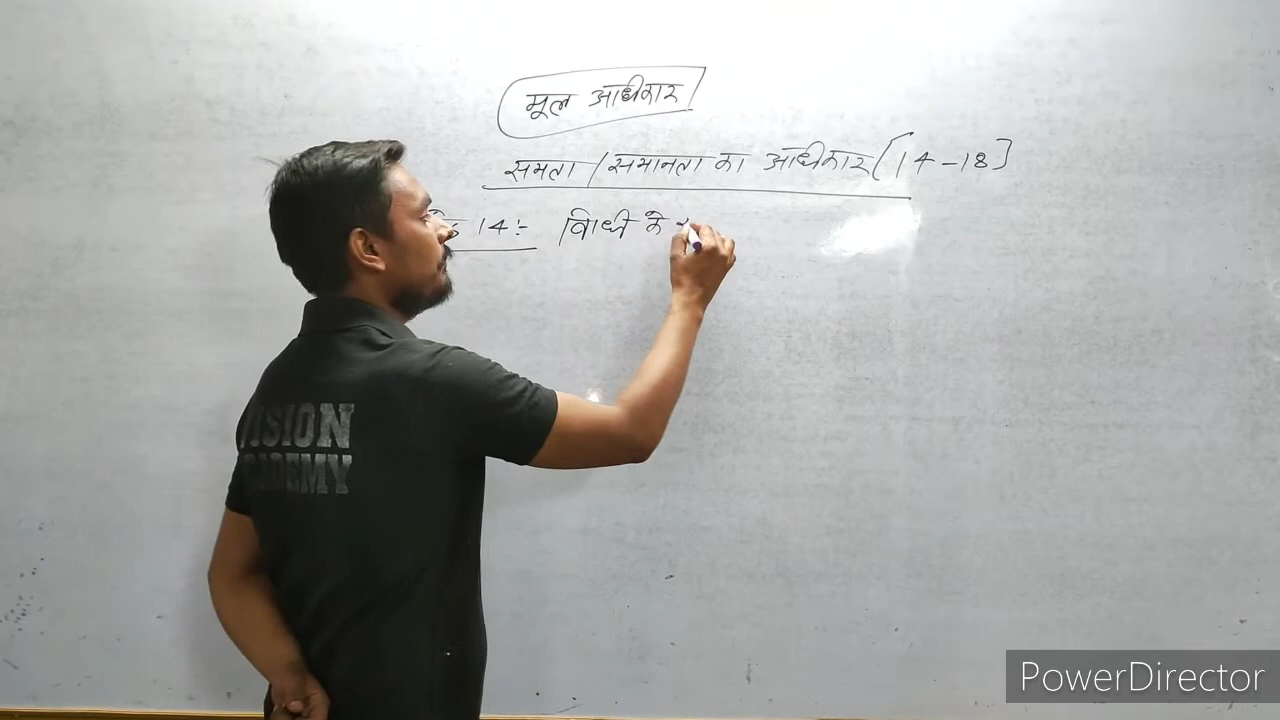 मूल अधिकार
समता / समानता का अधिकार [14-18]
14:- विधी के
VISION
ACADEMY
PowerDirector